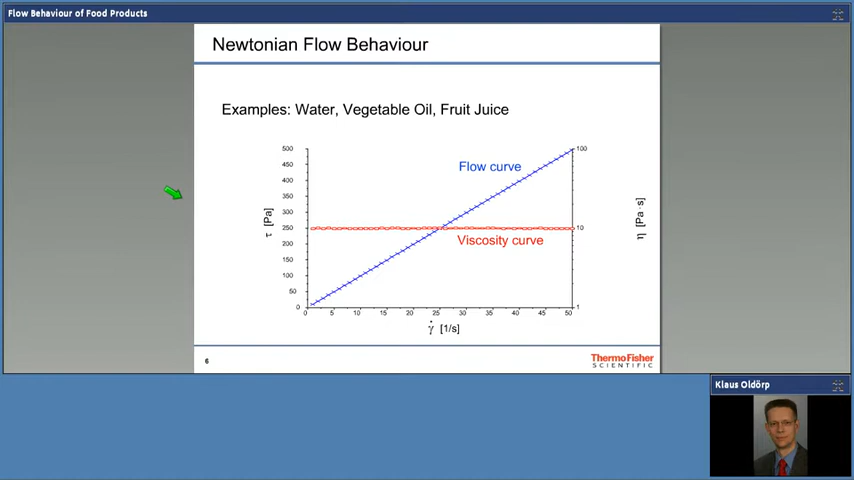 Flow Behaviour of Food Products
Newtonian Flow Behaviour
Examples: Water, Vegetable Oil, Fruit Juice
500
450
400
350
300
250
200
150
100
50
0
τ [Pa]
Flow curve
Viscosity curve
100
10
1
η [Pa·s]
0 5 10 15 20 25 30 35 40 45 50
γ̇ [1/s]
6
ThermoFisher
SCIENTIFIC
Klaus Oldörp